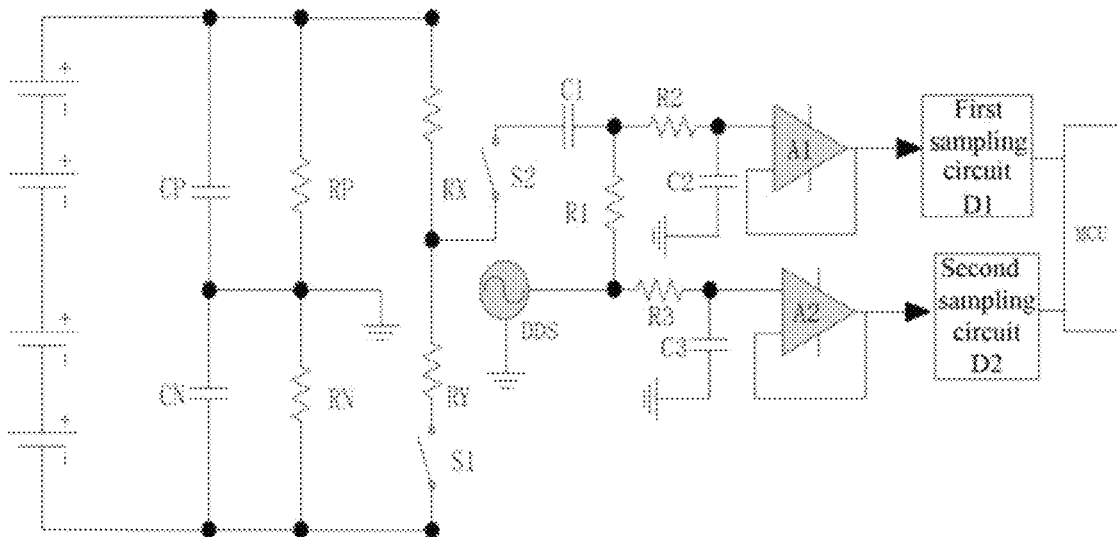 C1
R2
First
sampling
circuit
D1
A1
S2
RX
CP
RP
C2
R1
MCU
Second
sampling
circuit
D2
A2
R3
DDS
C3
CN
RN
RY
S1